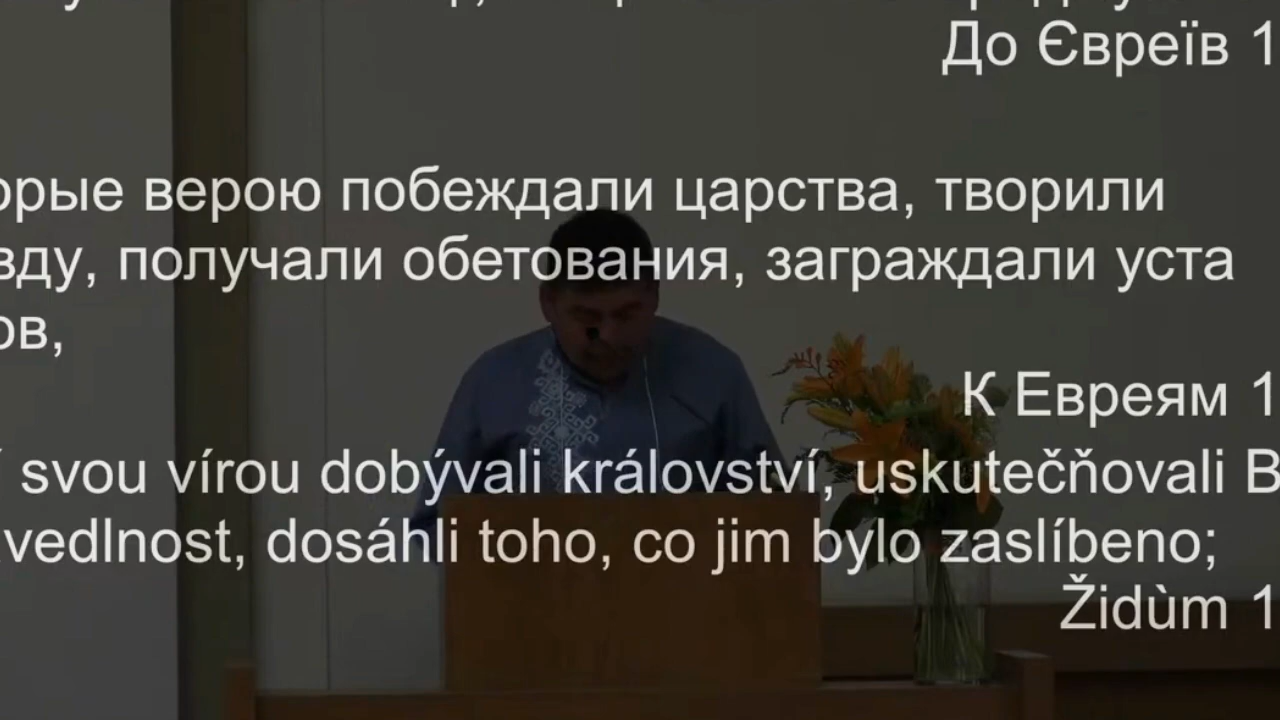 До Євреїв 1
орые верою побеждали царства, творили
вду, получали обетования, заграждали уста
ов,
К Евреям 1
í svou vírou dobývali království, uskutečňovali B
vedlnost, dosáhli toho, co jim bylo zaslíbeno;
Židùm 1